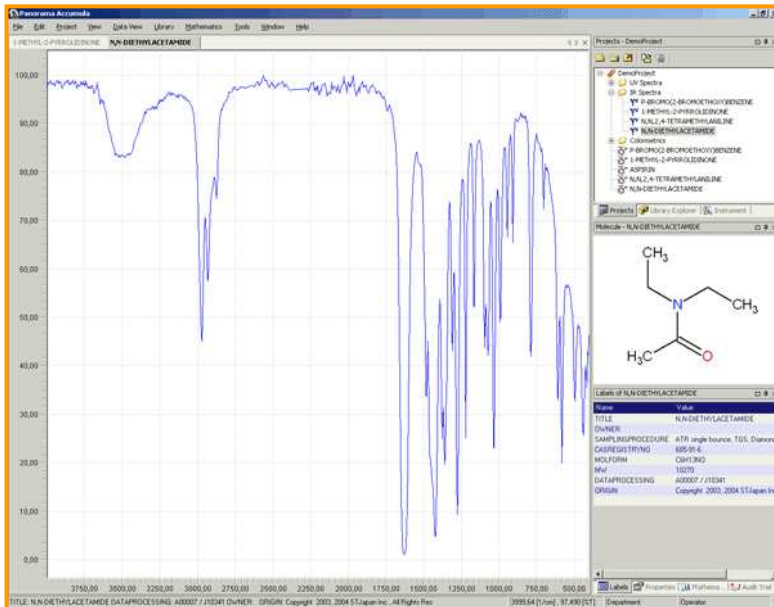 Panorama Accumula
File Edit Project View Data View Library Mathematics Tools Window Help
1-METHYL-2-PYRROLIDINONE N,N-DIETHYLACETAMIDE
100,00
90,00
80,00
70,00
60,00
50,00
40,00
30,00
20,00
10,00
0,00
3750,00 3500,00 3250,00 3000,00 2750,00 2500,00 2250,00 2000,00 1750,00 1500,00 1250,00 1000,00 750,00 500,00
Projects - DemoProject
DemoProject
UV Spectra
IR Spectra
P-BROMO(2-BROMOETHOXY)BENZENE
1-METHYL-2-PYRROLIDINONE
N,N,2,4-TETRAMETHYLANILINE
N,N-DIETHYLACETAMIDE
Colormetrics
P-BROMO(2-BROMOETHOXY)BENZENE
1-METHYL-2-PYRROLIDINONE
ASPIRIN
N,N,2,4-TETRAMETHYLANILINE
N,N-DIETHYLACETAMIDE
Projects Library Explorer Instrument
Molecule - N,N-DIETHYLACETAMIDE
CH3
N
CH3
H3C
O
Labels of N,N-DIETHYLACETAMIDE
Name Value
TITLE N,N-DIETHYLACETAMIDE
OWNER
SAMPLINGPROCEDURE ATR single bounce, TGS, Diamon
CASREGISTRYNO 685-91-6
MOLFORM C6H13NO
MW 10270
DATAPROCESSING A00007 / J10341
ORIGIN Copyright 2003, 2004 STJapan Inc
Labels Properties Audit Trail
TITLE: N,N-DIETHYLACETAMIDE DATAPROCESSING: A00007 / J10341 OWNER: ORIGIN: Copyright 2003, 2004 STJapan Inc., All Rights Res
3999,64 [1/cm] , 97,490 [%T] Department Operator